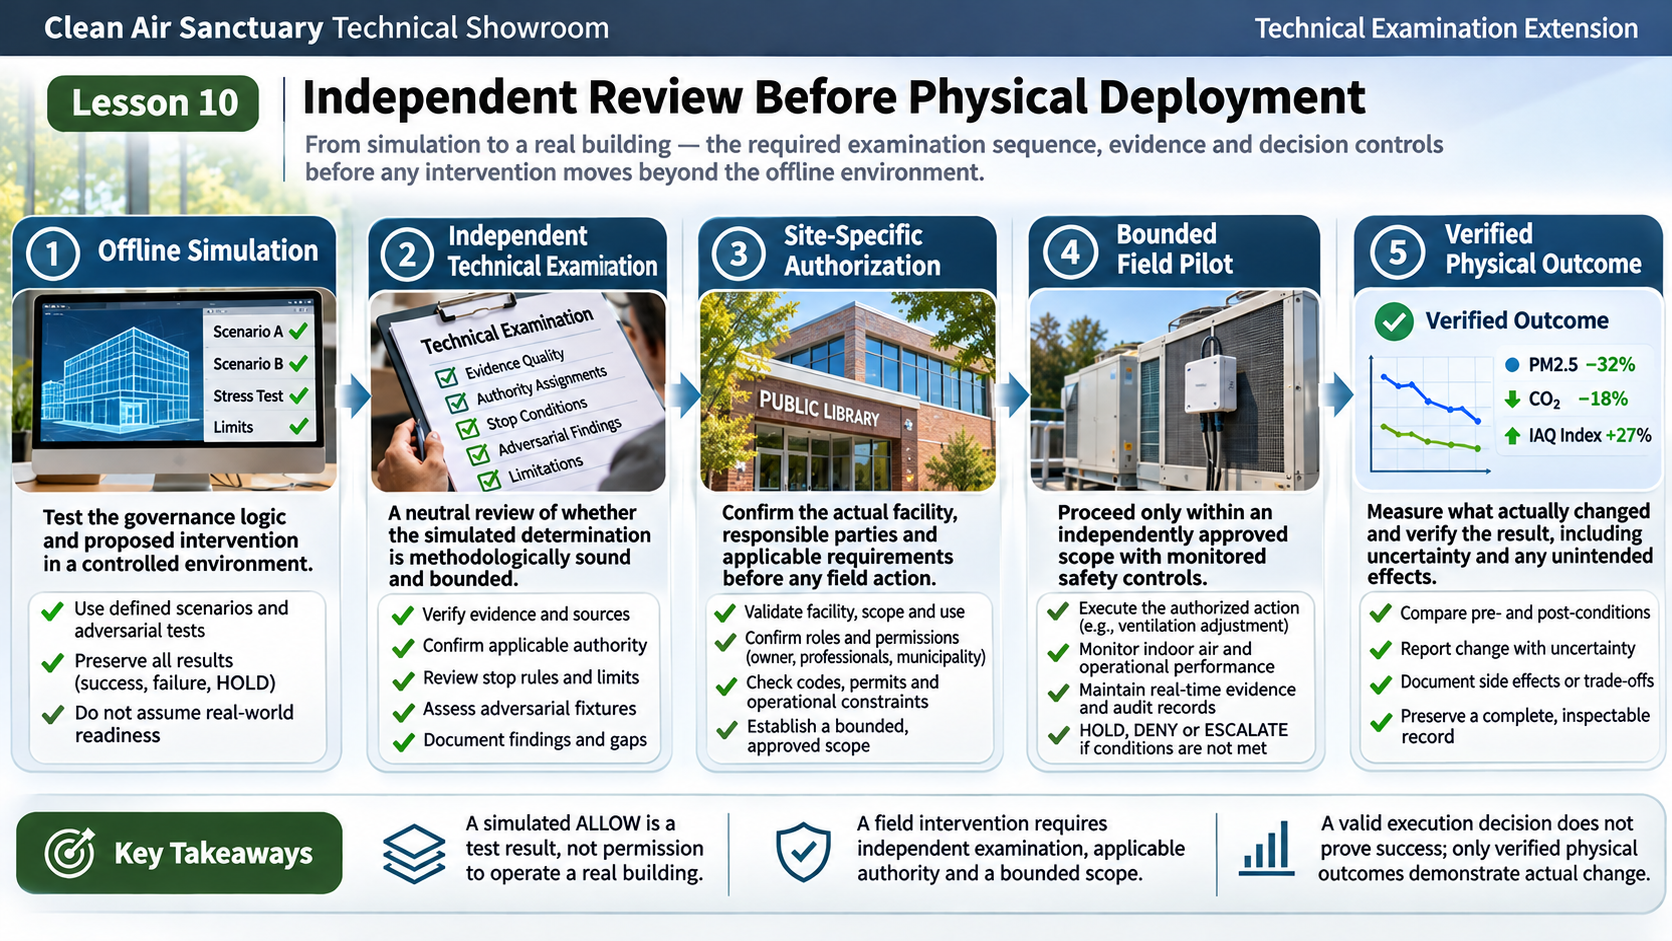 Clean Air Sanctuary Technical Showroom
Technical Examination Extension
Lesson 10
Independent Review Before Physical Deployment
From simulation to a real building — the required examination sequence, evidence and decision controls
before any intervention moves beyond the offline environment.
1 Offline Simulation
Scenario A
Scenario B
Stress Test
Limits
Test the governance logic
and proposed intervention
in a controlled environment.
Use defined scenarios and
adversarial tests
Preserve all results
(success, failure, HOLD)
Do not assume real-world
readiness
2 Independent
Technical Examination
Technical Examination
Evidence Quality
Authority Assignments
Stop Conditions
Adversarial Findings
Limitations
A neutral review of whether
the simulated determination
is methodologically sound
and bounded.
Verify evidence and sources
Confirm applicable authority
Review stop rules and limits
Assess adversarial fixtures
Document findings and gaps
3 Site-Specific
Authorization
PUBLIC LIBRARY
Confirm the actual facility,
responsible parties and
applicable requirements
before any field action.
Validate facility, scope and use
Confirm roles and permissions
(owner, professionals, municipality)
Check codes, permits and
operational constraints
Establish a bounded,
approved scope
4 Bounded
Field Pilot
Proceed only within an
independently approved
scope with monitored
safety controls.
Execute the authorized action
(e.g., ventilation adjustment)
Monitor indoor air and
operational performance
Maintain real-time evidence
and audit records
HOLD, DENY or ESCALATE
if conditions are not met
5 Verified
Physical Outcome
Verified Outcome
PM2.5 −32%
CO₂ −18%
IAQ Index +27%
Measure what actually changed
and verify the result, including
uncertainty and any unintended
effects.
Compare pre- and post-conditions
Report change with uncertainty
Document side effects or trade-offs
Preserve a complete, inspectable
record
Key Takeaways
A simulated ALLOW is a
test result, not permission
to operate a real building.
A field intervention requires
independent examination, applicable
authority and a bounded scope.
A valid execution decision does not
prove success; only verified physical
outcomes demonstrate actual change.